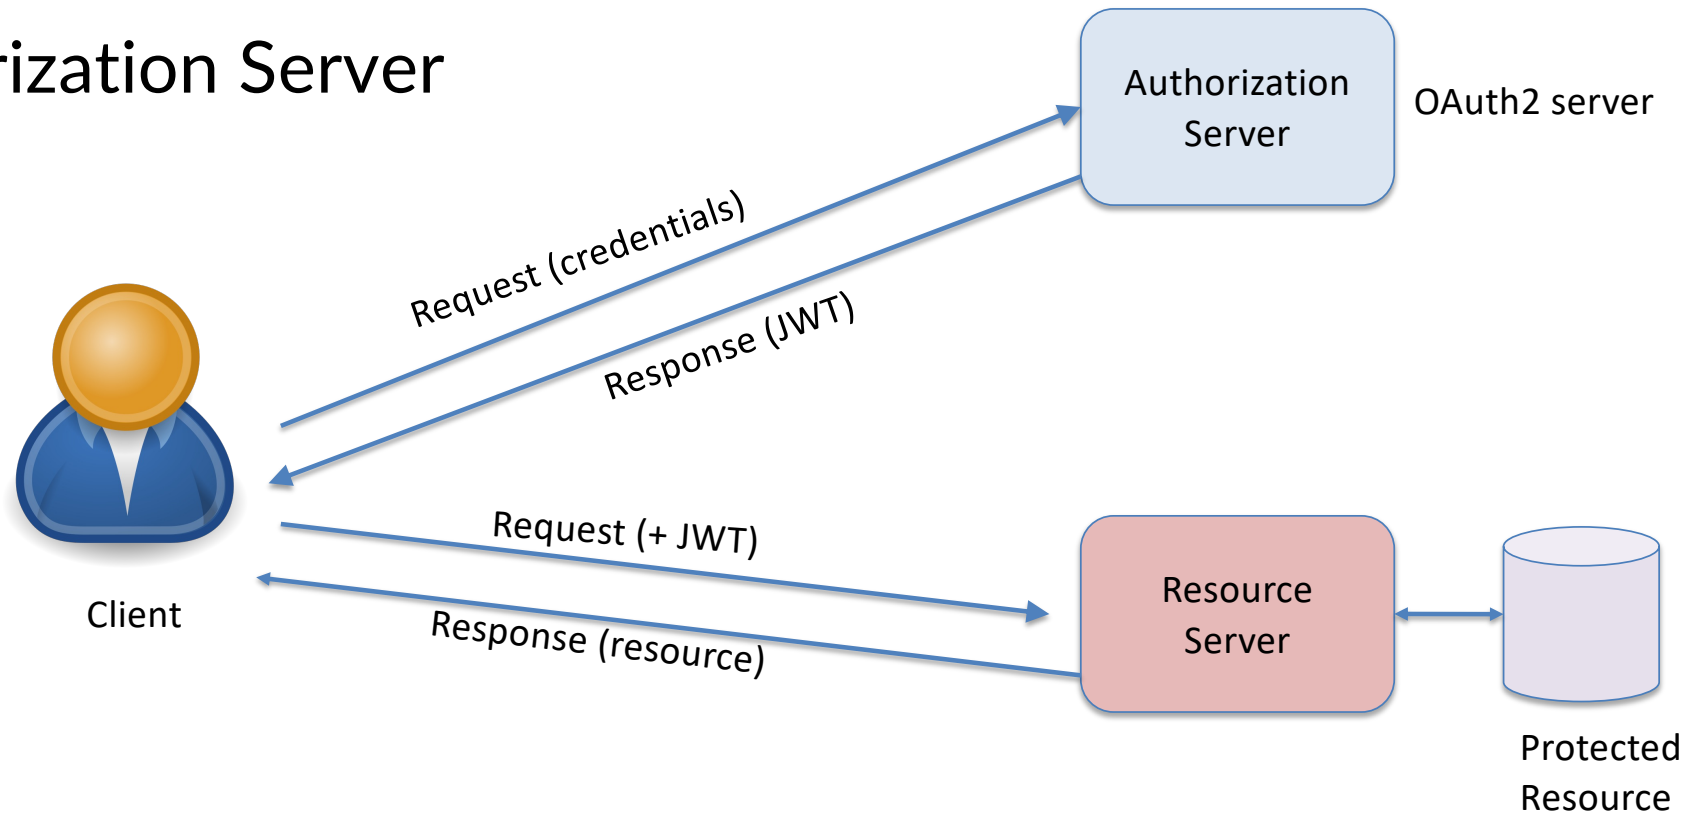 rization Server
Authorization
Server
OAuth2 server
Request (credentials)
Response (JWT)
Request (+ JWT)
Response (resource)
Client
Resource
Server
Protected
Resource